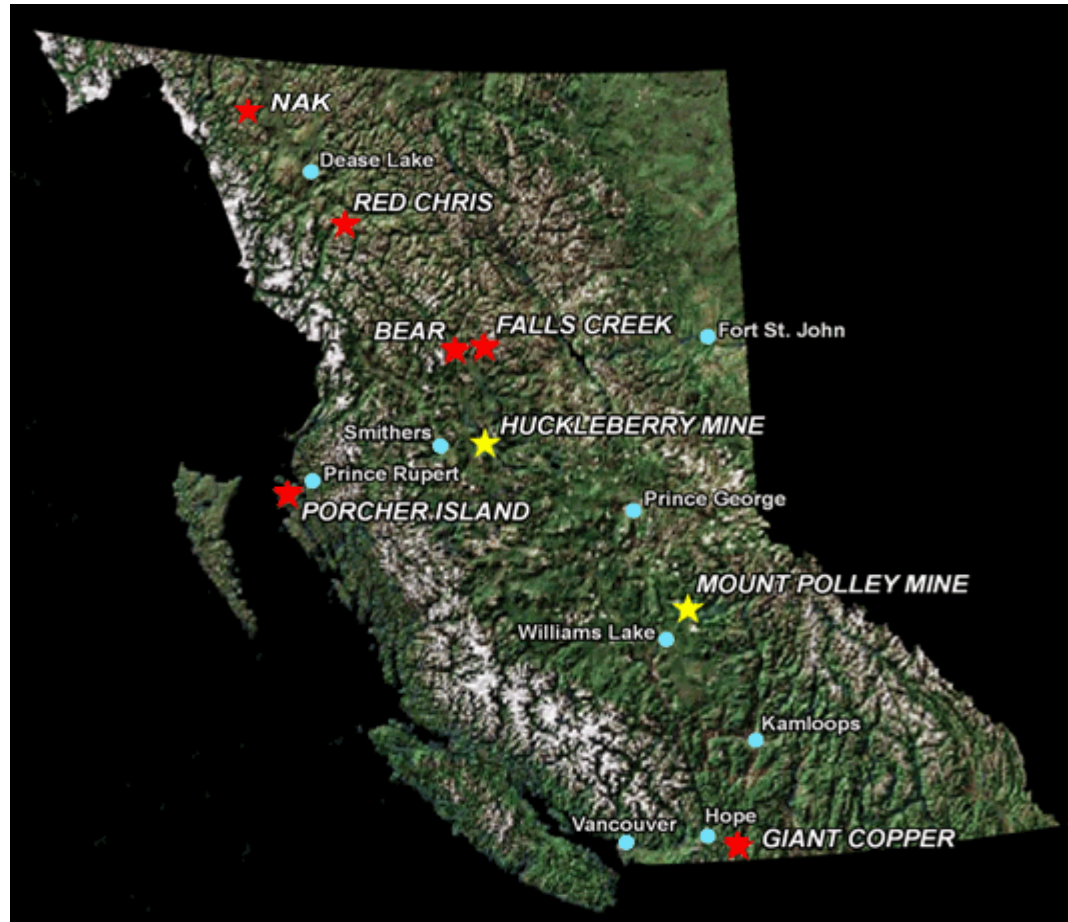 NAK
Dease Lake
RED CHRIS
FALLS CREEK
BEAR
Fort St. John
HUCKLEBERRY MINE
Smithers
Prince Rupert
Prince George
PORCHER ISLAND
MOUNT POLLEY MINE
Williams Lake
Kamloops
Hope
Vancouver
GIANT COPPER